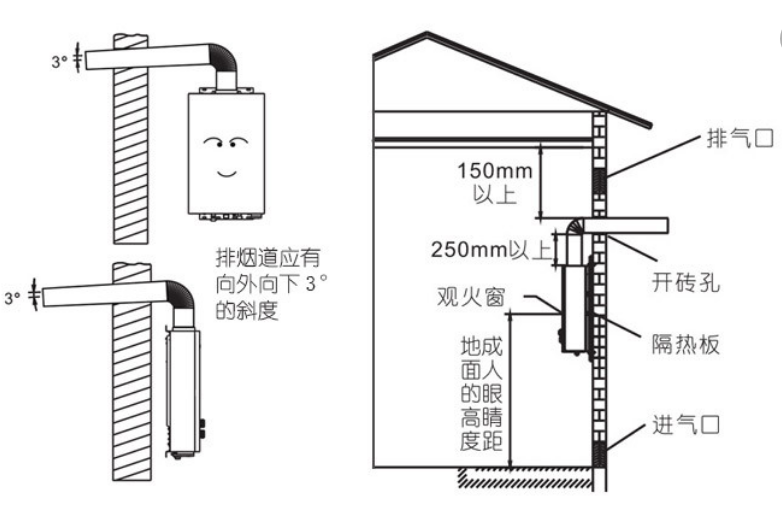 3°
排烟道应有
向外向下3°
的斜度
3°
150mm
以上
250mm以上
观火窗
地成
面人
的眼
高睛
度距
排气口
开砖孔
隔热板
进气口